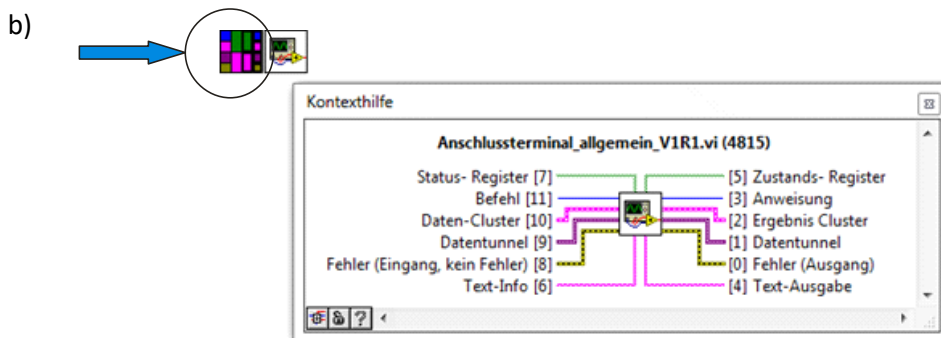 b)
Kontexthilfe
Anschlussterminal_allgemein_V1R1.vi (4815)
Status- Register [7] [5] Zustands- Register
Befehl [11] [3] Anweisung
Daten-Cluster [10] [2] Ergebnis Cluster
Datentunnel [9] [1] Datentunnel
Fehler (Eingang, kein Fehler) [8] [0] Fehler (Ausgang)
Text-Info [6] [4] Text-Ausgabe
?